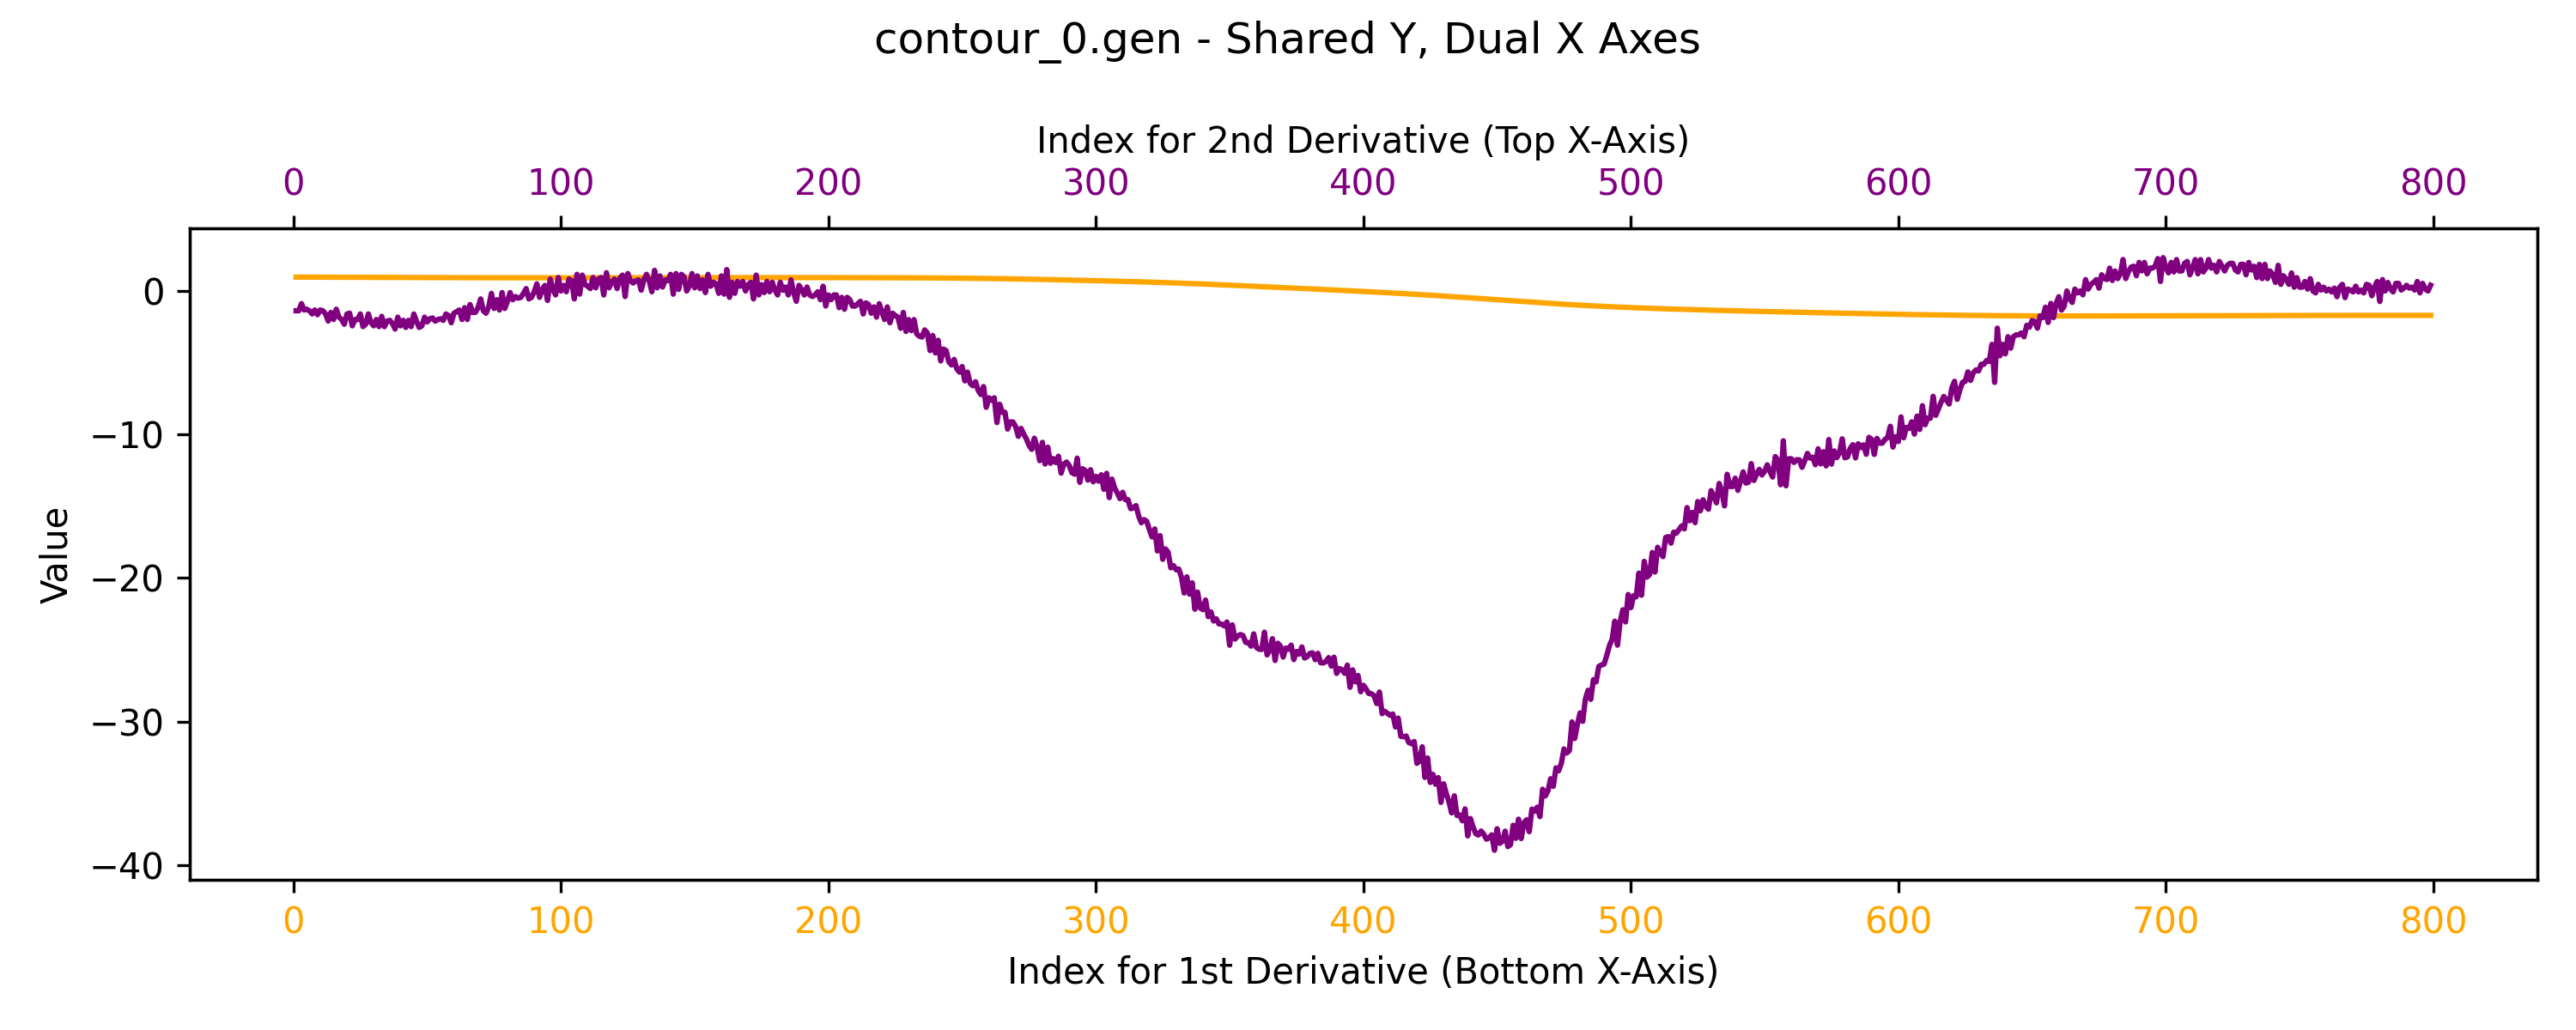 contour_0.gen - Shared Y, Dual X Axes
Index for 2nd Derivative (Top X-Axis)
0 100 200 300 400 500 600 700 800
0
−10
−20
−30
−40
Value
0 100 200 300 400 500 600 700 800
Index for 1st Derivative (Bottom X-Axis)